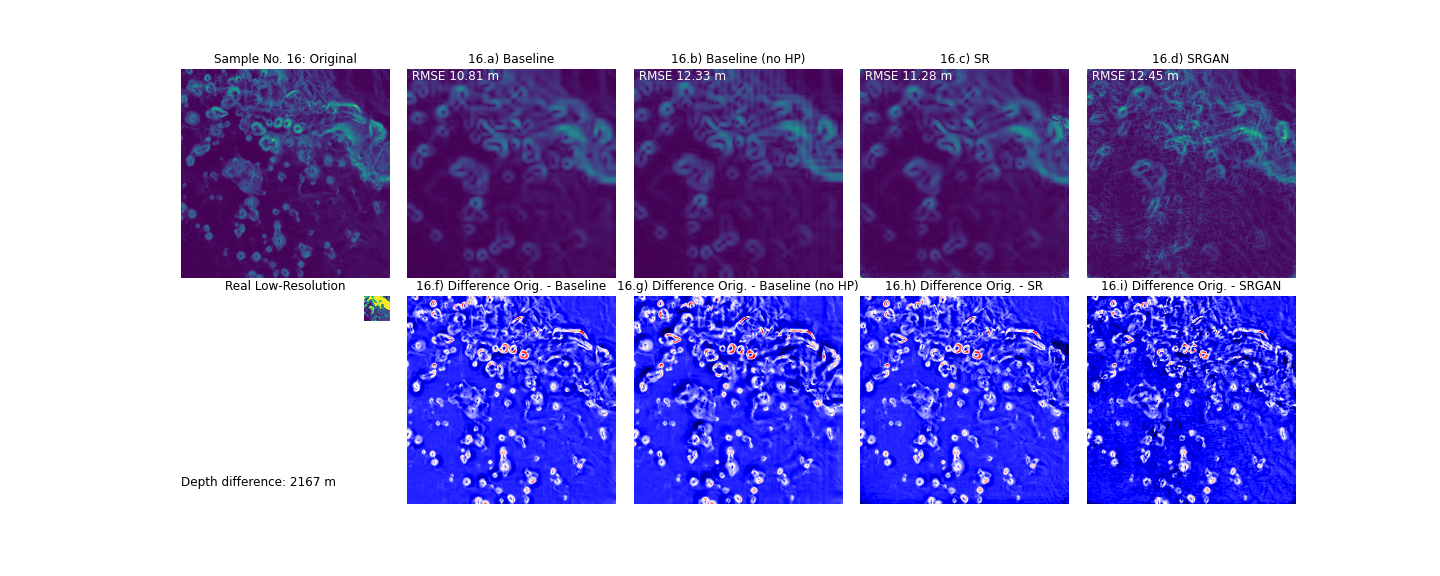 Sample No. 16: Original
16.a) Baseline
16.b) Baseline (no HP)
16.c) SR
16.d) SRGAN
RMSE 10.81 m
RMSE 12.33 m
RMSE 11.28 m
RMSE 12.45 m
Real Low-Resolution
16.f) Difference Orig. - Baseline
16.g) Difference Orig. - Baseline (no HP)
16.h) Difference Orig. - SR
16.i) Difference Orig. - SRGAN
Depth difference: 2167 m